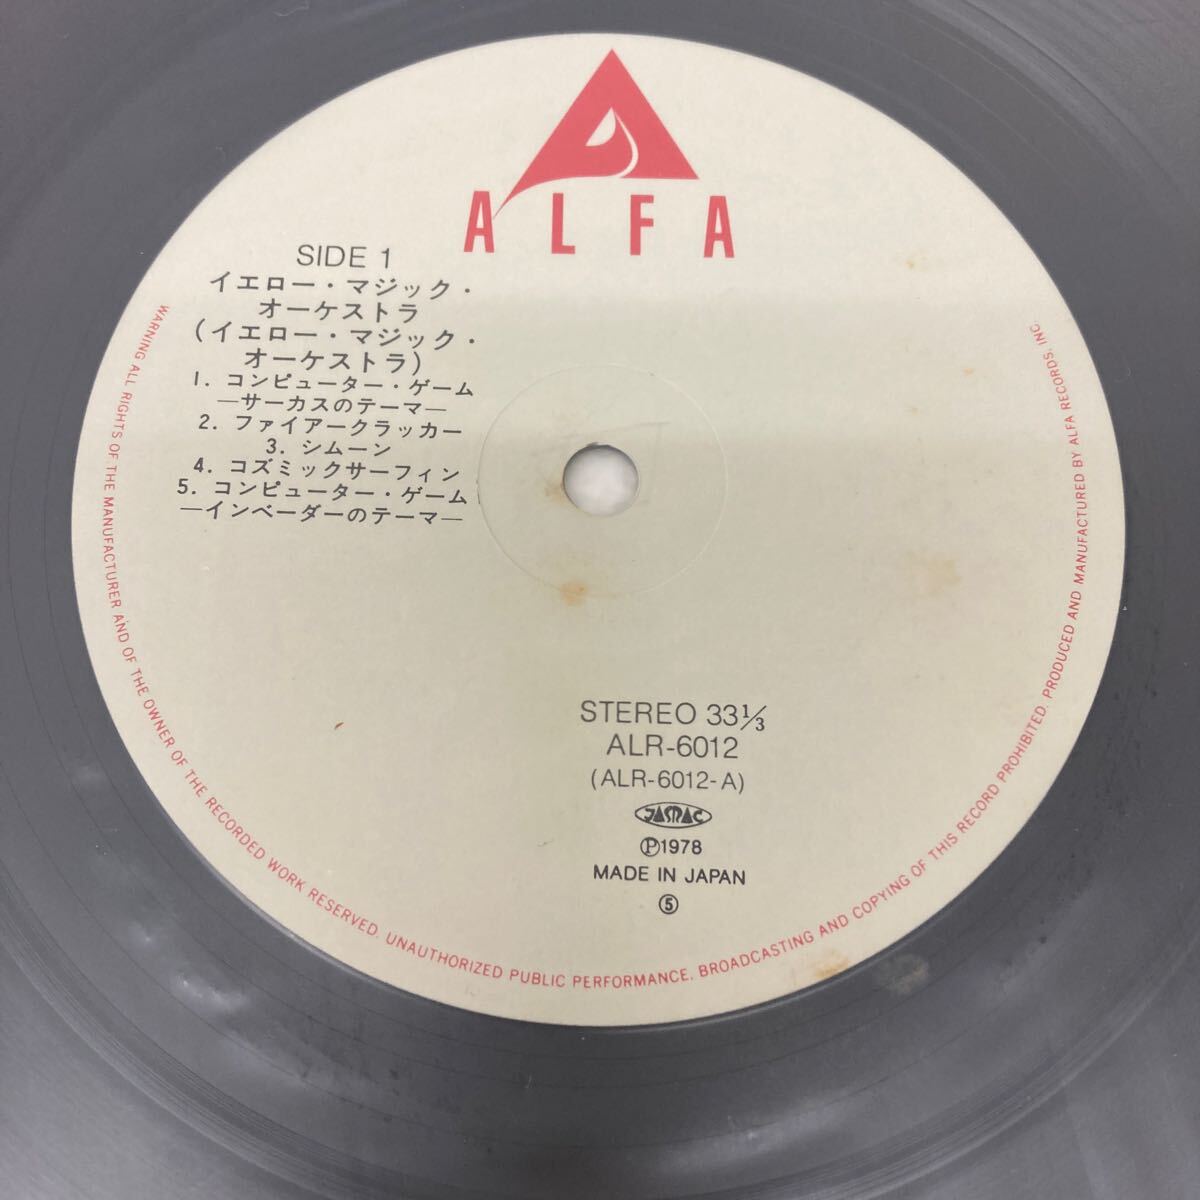 ALFA
SIDE 1
イエロー・マジック・
オーケストラ
(イエロー・マジック・
オーケストラ)
1. コンピューター・ゲーム
—サーカスのテーマ—
2. ファイアークラッカー
3. シムーン
4. コズミックサーフィン
5. コンピューター・ゲーム
—インベーダーのテーマ—
STEREO 33⅓
ALR-6012
(ALR-6012-A)
JASRAC
Ⓟ1978
MADE IN JAPAN
⑤
WARNING ALL RIGHTS OF THE MANUFACTURER AND OF THE OWNER OF THE RECORDED WORK RESERVED. UNAUTHORIZED PUBLIC PERFORMANCE. BROADCASTING AND COPYING OF THIS RECORD PROHIBITED. PRODUCED AND MANUFACTURED BY ALFA RECORDS, INC.